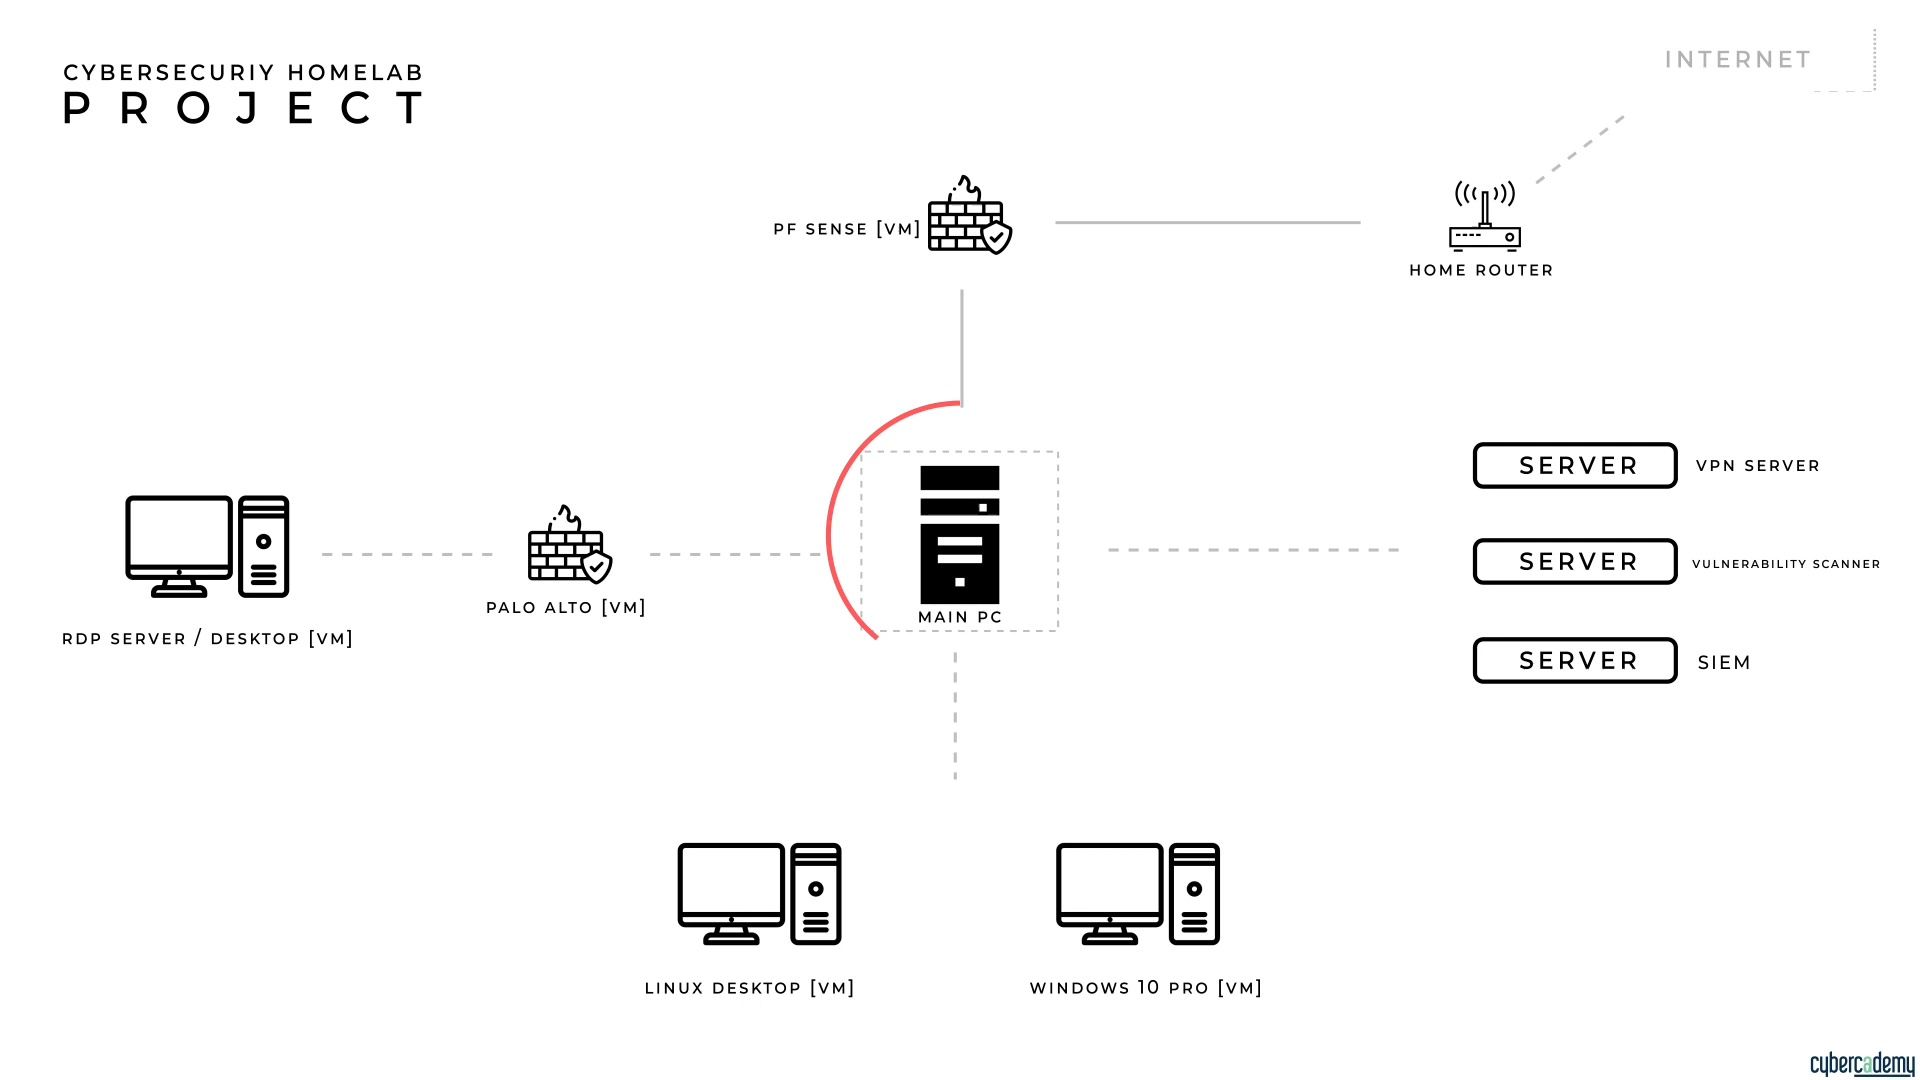 CYBERSECURIY HOMELAB
PROJECT
INTERNET
PF SENSE [VM]
HOME ROUTER
SERVER
VPN SERVER
SERVER
VULNERABILITY SCANNER
SERVER
SIEM
MAIN PC
PALO ALTO [VM]
RDP SERVER / DESKTOP [VM]
LINUX DESKTOP [VM]
WINDOWS 10 PRO [VM]
cybercademy